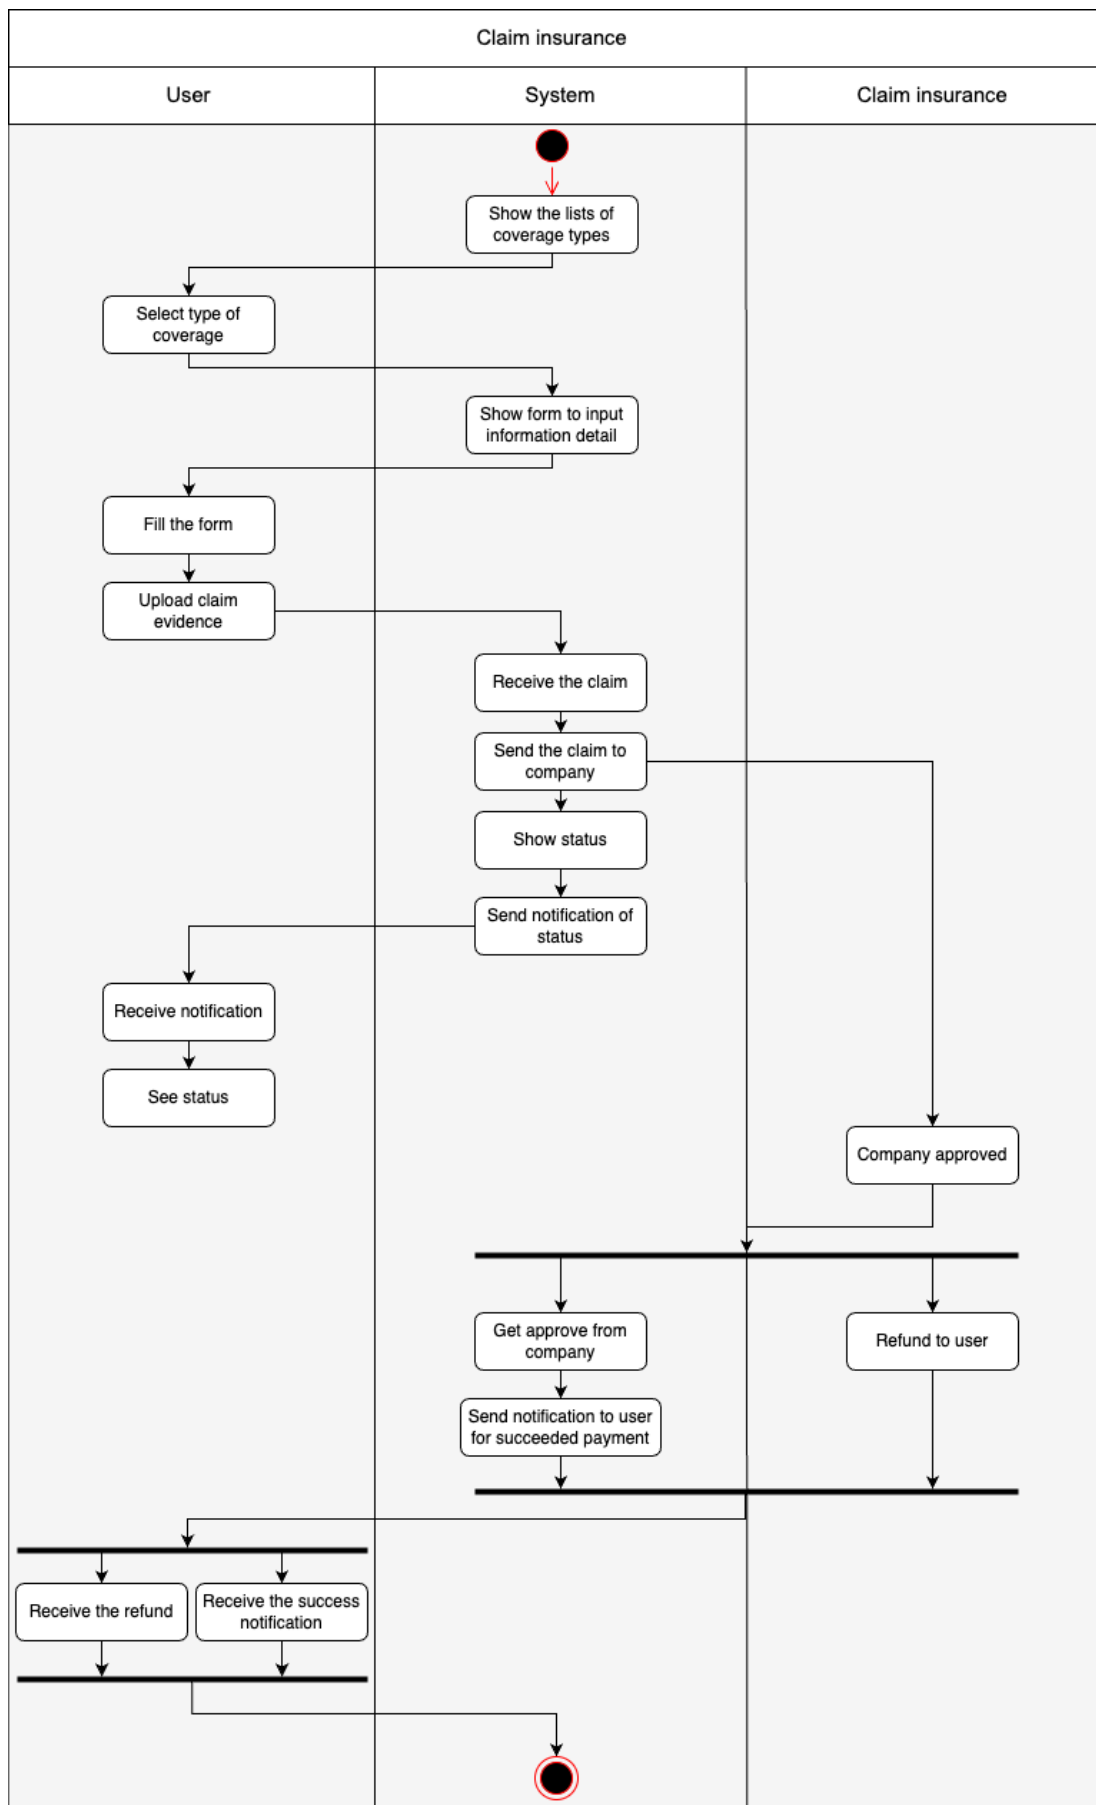 Claim insurance
User
System
Claim insurance
Show the lists of
coverage types
Select type of
coverage
Show form to input
information detail
Fill the form
Upload claim
evidence
Receive the claim
Send the claim to
company
Show status
Send notification of
status
Receive notification
See status
Company approved
Get approve from
company
Refund to user
Send notification to user
for succeeded payment
Receive the refund
Receive the success
notification